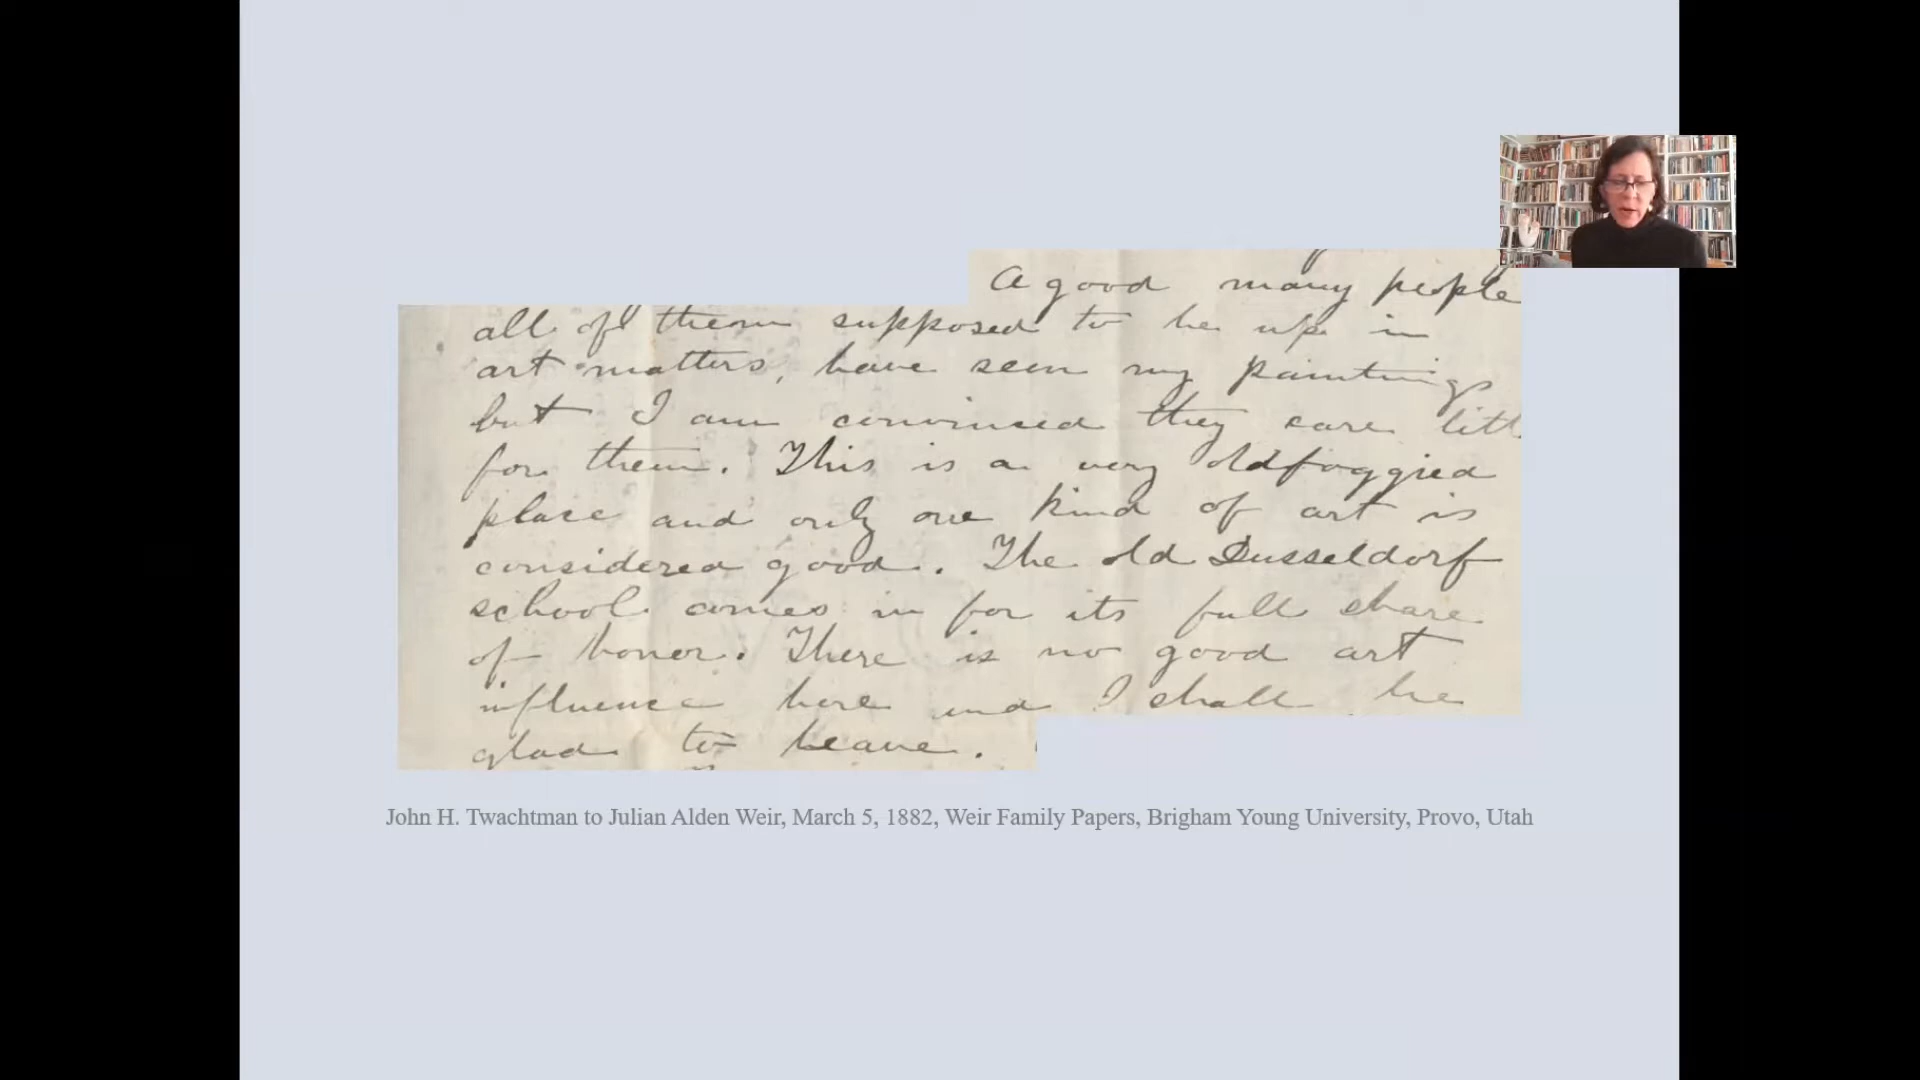 A good many people
all of them supposed to be up in
art matters, have seen my paintings
but I am convinced they care littl
for them. This is a very oldfoggied
place and only one kind of art is
considered good. The old Dusseldorf
school comes in for its full share
of honor. There is no good art
influence here and I shall be
glad to leave.
John H. Twachtman to Julian Alden Weir, March 5, 1882, Weir Family Papers, Brigham Young University, Provo, Utah